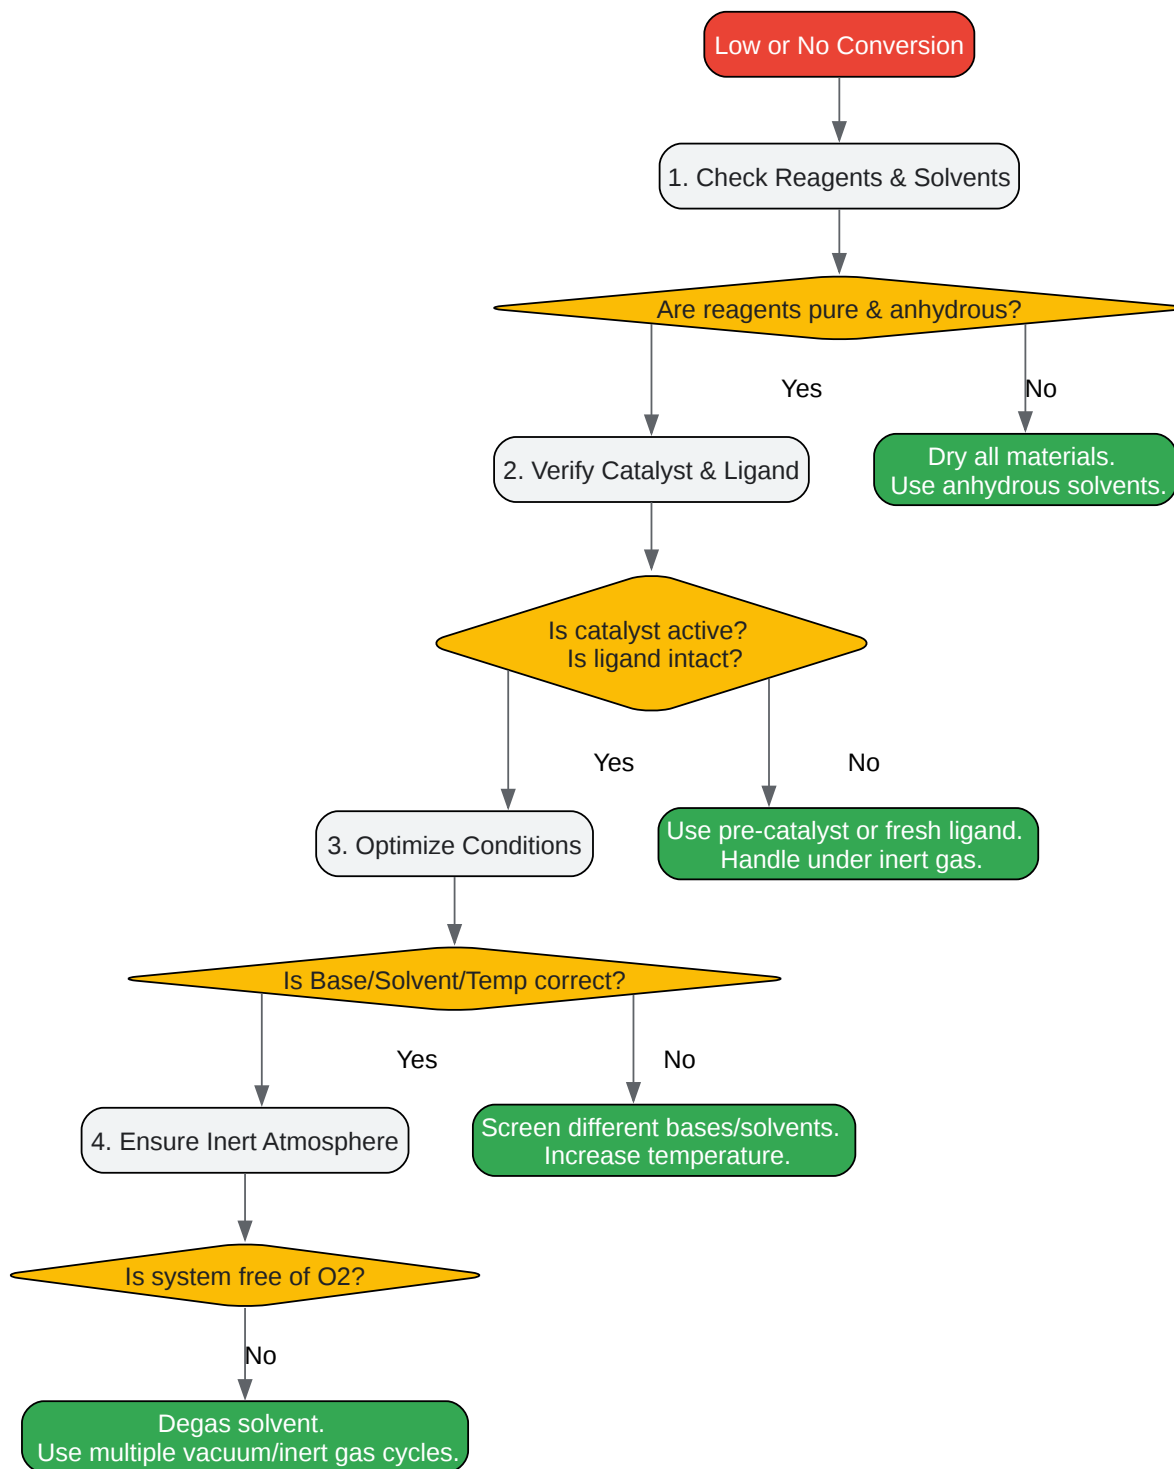 Low or No Conversion
1. Check Reagents & Solvents
Are reagents pure & anhydrous?
Yes
No
2. Verify Catalyst & Ligand
Dry all materials.
Use anhydrous solvents.
Is catalyst active?
Is ligand intact?
Yes
No
3. Optimize Conditions
Use pre-catalyst or fresh ligand.
Handle under inert gas.
Is Base/Solvent/Temp correct?
Yes
No
4. Ensure Inert Atmosphere
Screen different bases/solvents.
Increase temperature.
Is system free of O2?
No
Degas solvent.
Use multiple vacuum/inert gas cycles.